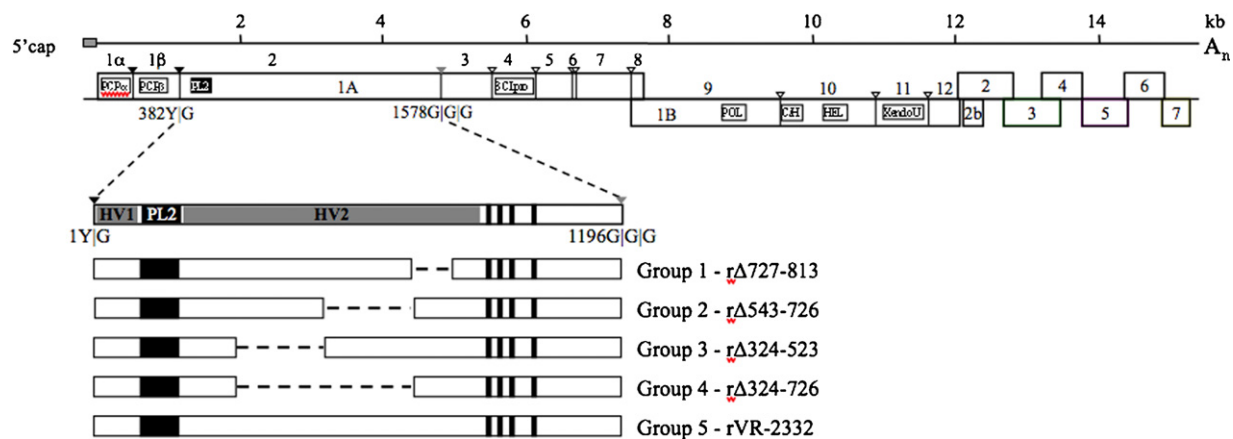 2 4 6 8 10 12 14 kb
5'cap An
1α 1β 2 3 4 5 6 7 8
PCPα PCPβ PL2 1A SCLpro
9 10 11 12 2 4 6
1B POL C/H HEL XendoU 2b 3 5 7
382Y|G 1578G|G|G
HV1 PL2 HV2
1Y|G 1196G|G|G
Group 1 - rΔ727-813
Group 2 - rΔ543-726
Group 3 - rΔ324-523
Group 4 - rΔ324-726
Group 5 - rVR-2332